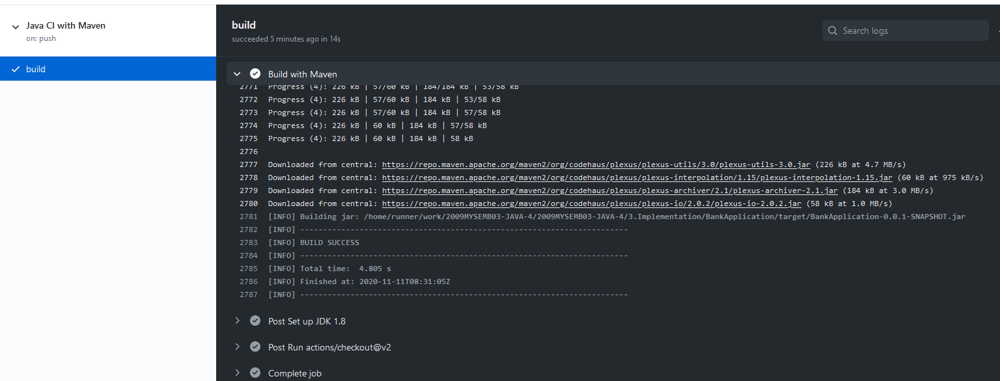 Java CI with Maven
on: push
build
build
succeeded 5 minutes ago in 14s
Search logs
Build with Maven
2771 Progress (4): 226 kB | 57/60 kB | 184/184 kB | 53/58 kB
2772 Progress (4): 226 kB | 57/60 kB | 184 kB | 53/58 kB
2773 Progress (4): 226 kB | 57/60 kB | 184 kB | 57/58 kB
2774 Progress (4): 226 kB | 60 kB | 184 kB | 57/58 kB
2775 Progress (4): 226 kB | 60 kB | 184 kB | 58 kB
2776
2777 Downloaded from central: https://repo.maven.apache.org/maven2/org/codehaus/plexus/plexus-utils/3.0/plexus-utils-3.0.jar (226 kB at 4.7 MB/s)
2778 Downloaded from central: https://repo.maven.apache.org/maven2/org/codehaus/plexus/plexus-interpolation/1.15/plexus-interpolation-1.15.jar (60 kB at 975 kB/s)
2779 Downloaded from central: https://repo.maven.apache.org/maven2/org/codehaus/plexus/plexus-archiver/2.1/plexus-archiver-2.1.jar (184 kB at 3.0 MB/s)
2780 Downloaded from central: https://repo.maven.apache.org/maven2/org/codehaus/plexus/plexus-io/2.0.2/plexus-io-2.0.2.jar (58 kB at 1.0 MB/s)
2781 [INFO] Building jar: /home/runner/work/2009MYSEMB03-JAVA-4/2009MYSEMB03-JAVA-4/3.Implementation/BankApplication/target/BankApplication-0.0.1-SNAPSHOT.jar
2782 [INFO] ------------------------------------------------------------------------
2783 [INFO] BUILD SUCCESS
2784 [INFO] ------------------------------------------------------------------------
2785 [INFO] Total time:  4.805 s
2786 [INFO] Finished at: 2020-11-11T08:31:05Z
2787 [INFO] ------------------------------------------------------------------------
Post Set up JDK 1.8
Post Run actions/checkout@v2
Complete job